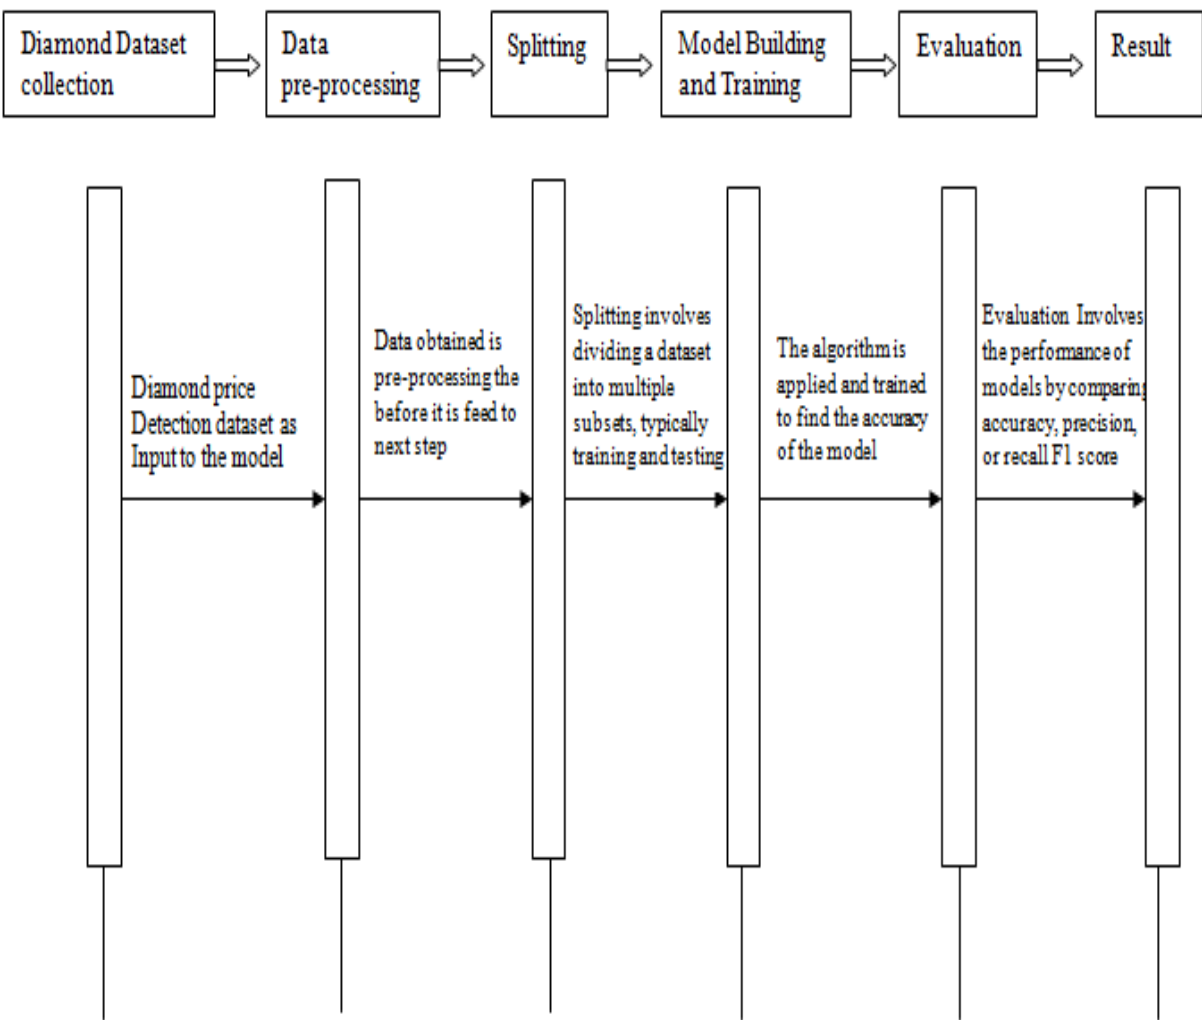 Diamond Dataset
collection
Data
pre-processing
Splitting
Model Building
and Training
Evaluation
Result
Diamond price
Detection dataset as
Input to the model
Data obtained is
pre-processing the
before it is feed to
next step
Splitting involves
dividing a dataset
into multiple
subsets, typically
training and testing
The algorithm is
applied and trained
to find the accuracy
of the model
Evaluation Involves
the performance of
models by comparing
accuracy, precision,
or recall F1 score